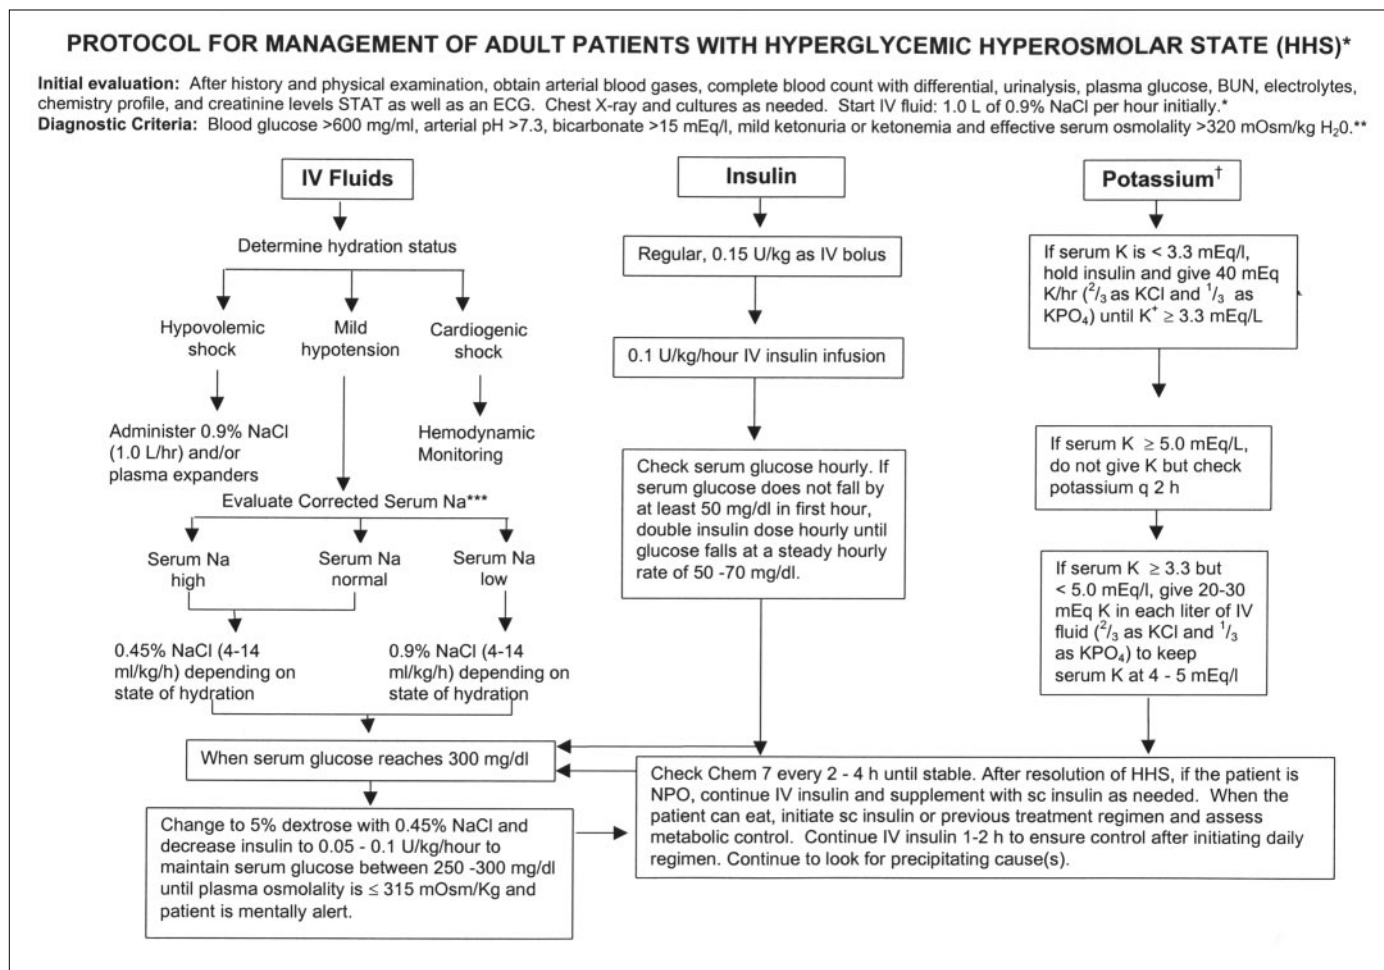 PROTOCOL FOR MANAGEMENT OF ADULT PATIENTS WITH HYPERGLYCEMIC HYPEROSMOLAR STATE (HHS)*
Initial evaluation: After history and physical examination, obtain arterial blood gases, complete blood count with differential, urinalysis, plasma glucose, BUN, electrolytes,
chemistry profile, and creatinine levels STAT as well as an ECG. Chest X-ray and cultures as needed. Start IV fluid: 1.0 L of 0.9% NaCl per hour initially.*
Diagnostic Criteria: Blood glucose >600 mg/ml, arterial pH >7.3, bicarbonate >15 mEq/l, mild ketonuria or ketonemia and effective serum osmolality >320 mOsm/kg H₂0.**
IV Fluids
Determine hydration status
Hypovolemic
shock
Mild
hypotension
Cardiogenic
shock
Administer 0.9% NaCl
(1.0 L/hr) and/or
plasma expanders
Hemodynamic
Monitoring
Evaluate Corrected Serum Na***
Serum Na
high
Serum Na
normal
Serum Na
low
0.45% NaCl (4-14
ml/kg/h) depending on
state of hydration
0.9% NaCl (4-14
ml/kg/h) depending on
state of hydration
When serum glucose reaches 300 mg/dl
Change to 5% dextrose with 0.45% NaCl and
decrease insulin to 0.05 - 0.1 U/kg/hour to
maintain serum glucose between 250 -300 mg/dl
until plasma osmolality is ≤ 315 mOsm/Kg and
patient is mentally alert.
Insulin
Regular, 0.15 U/kg as IV bolus
0.1 U/kg/hour IV insulin infusion
Check serum glucose hourly. If
serum glucose does not fall by
at least 50 mg/dl in first hour,
double insulin dose hourly until
glucose falls at a steady hourly
rate of 50 -70 mg/dl.
Potassium†
If serum K is < 3.3 mEq/l,
hold insulin and give 40 mEq
K/hr (2/3 as KCl and 1/3 as
KPO₄) until K⁺ ≥ 3.3 mEq/L
If serum K ≥ 5.0 mEq/L,
do not give K but check
potassium q 2 h
If serum K ≥ 3.3 but
< 5.0 mEq/l, give 20-30
mEq K in each liter of IV
fluid (2/3 as KCl and 1/3
as KPO₄) to keep
serum K at 4 - 5 mEq/l
Check Chem 7 every 2 - 4 h until stable. After resolution of HHS, if the patient is
NPO, continue IV insulin and supplement with sc insulin as needed. When the
patient can eat, initiate sc insulin or previous treatment regimen and assess
metabolic control. Continue IV insulin 1-2 h to ensure control after initiating daily
regimen. Continue to look for precipitating cause(s).